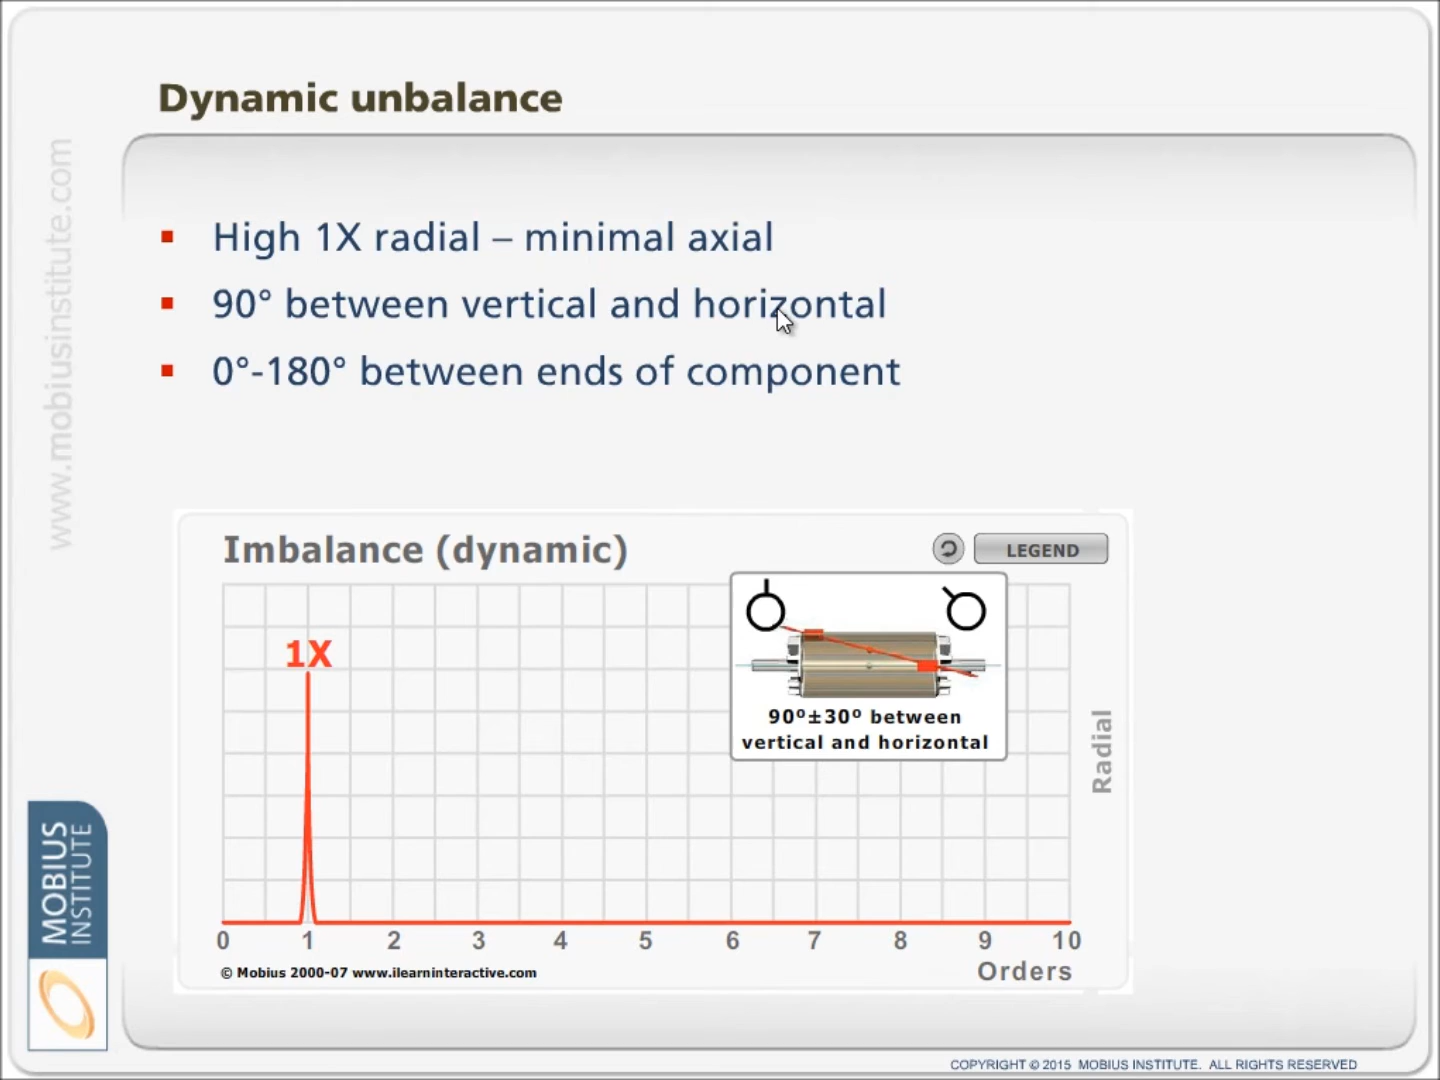 Dynamic unbalance
www.mobiusinstitute.com
High 1X radial – minimal axial
90° between vertical and horizontal
0°-180° between ends of component
Imbalance (dynamic)
LEGEND
1X
90º±30º between
vertical and horizontal
Radial
0 1 2 3 4 5 6 7 8 9 10
Orders
© Mobius 2000-07 www.ilearninteractive.com
MOBIUS
INSTITUTE
COPYRIGHT © 2015 MOBIUS INSTITUTE. ALL RIGHTS RESERVED